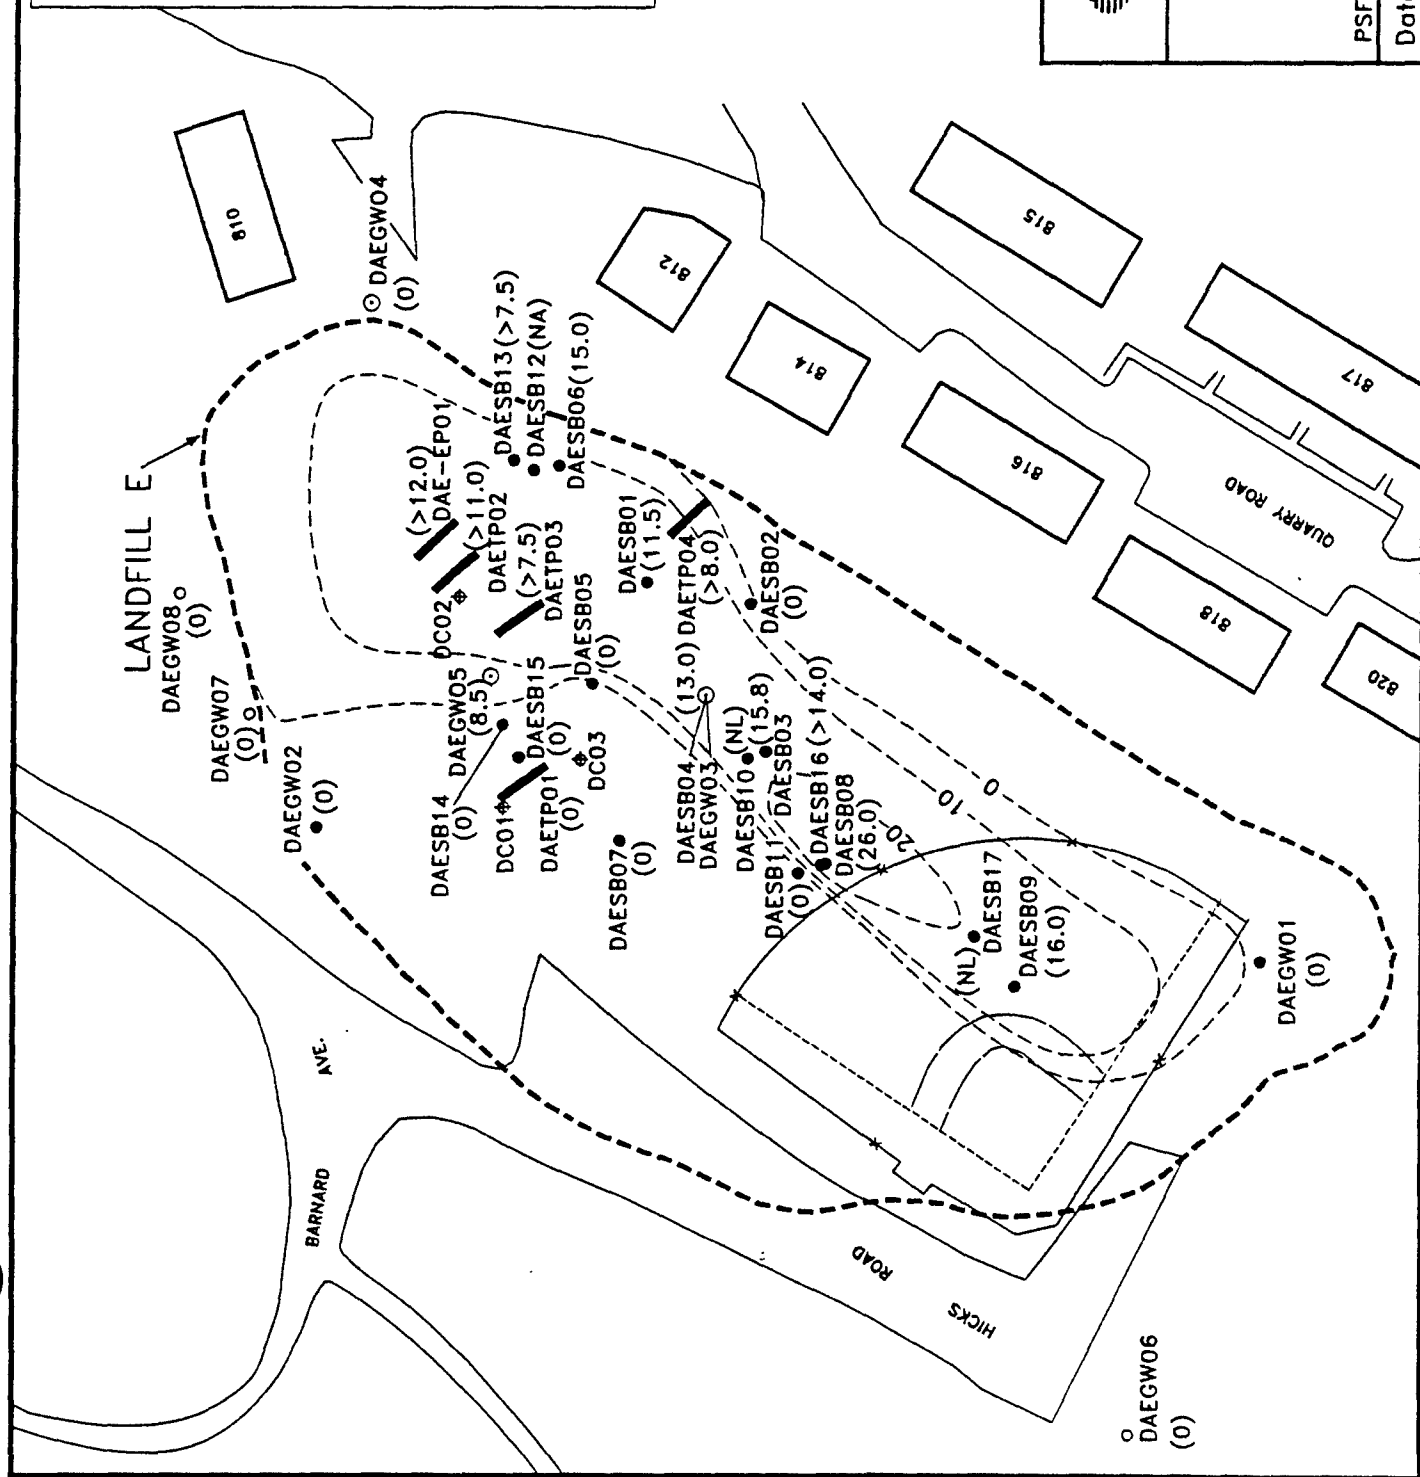 LANDFILL E
DAEGW08
(0)
DAEGW07
(0)
DAEGW02
(0)
DAEGW04
(0)
810
812
814
815
816
817
818
820
QUARRY ROAD
DAESB13(>7.5)
DAESB12(NA)
DAESB06(15.0)
(>12.0)
DAE-EP01
(>11.0)
DAETP02
(>7.5)
DAETP03
DC02
DAESB05
(0)
DAESB01
(11.5)
DAETP04
(>8.0)
DAESB02
(0)
DAEGW05
(8.5)
DAESB15
(0)
DAESB14
(0)
DC01
DAETP01
(0)
DC03
DAESB07
(0)
(13.0)
DAESB04
DAEGW03
(NL)
DAESB10
(15.8)
DAESB03
DAESB11
(0)
DAESB16(>14.0)
DAESB08
(26.0)
20
10
0
(NL)
DAESB17
DAESB09
(16.0)
DAEGW01
(0)
BARNARD AVE.
HICKS ROAD
DAEGW06
(0)
PSF
Dat